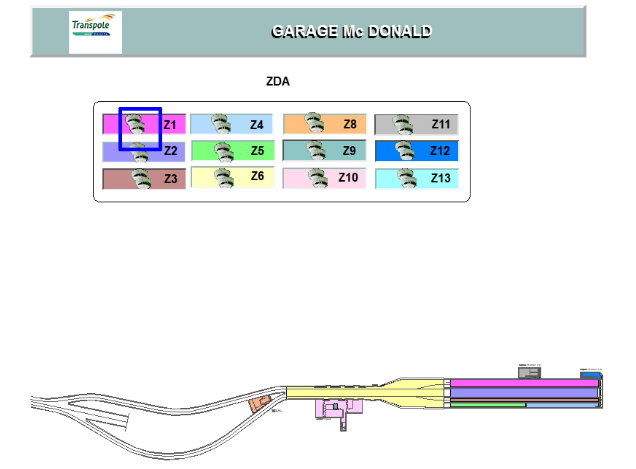 Transpole
GARAGE Mc DONALD
ZDA
Z1 Z4 Z8 Z11
Z2 Z5 Z9 Z12
Z3 Z6 Z10 Z13